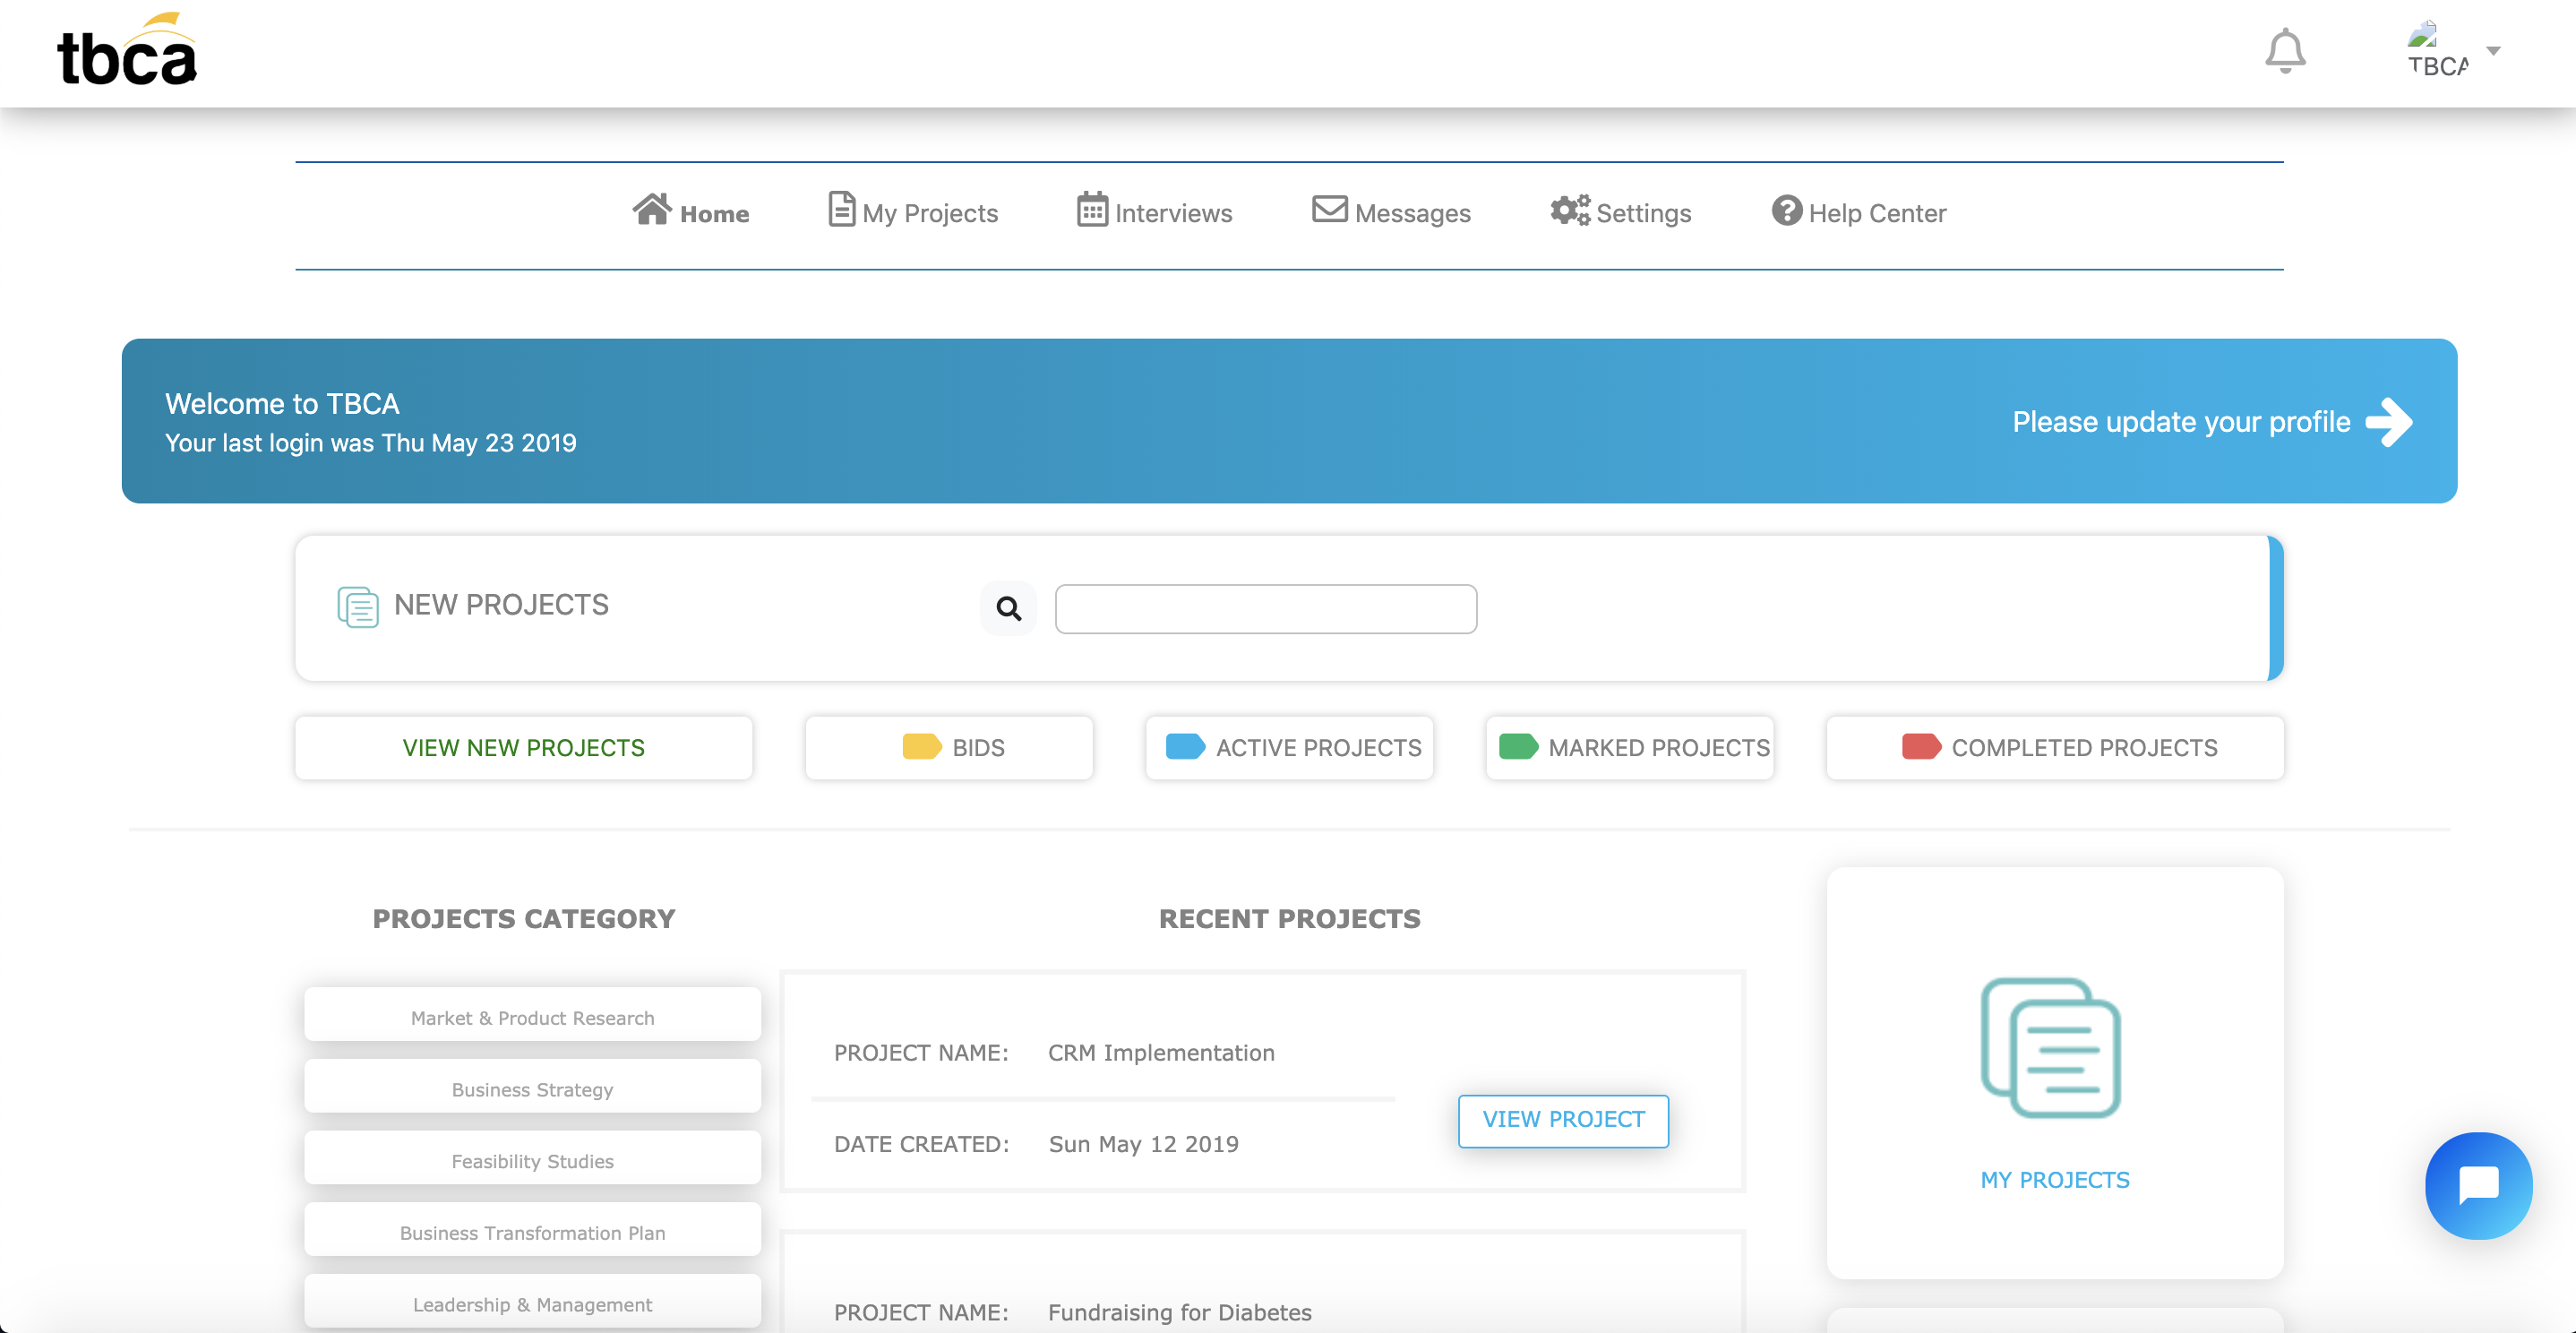 tbca
TBCA
Home
My Projects
Interviews
Messages
Settings
Help Center
Welcome to TBCA
Your last login was Thu May 23 2019
Please update your profile
NEW PROJECTS
VIEW NEW PROJECTS
BIDS
ACTIVE PROJECTS
MARKED PROJECTS
COMPLETED PROJECTS
PROJECTS CATEGORY
Market & Product Research
Business Strategy
Feasibility Studies
Business Transformation Plan
Leadership & Management
RECENT PROJECTS
PROJECT NAME: CRM Implementation
DATE CREATED: Sun May 12 2019
VIEW PROJECT
PROJECT NAME: Fundraising for Diabetes
MY PROJECTS